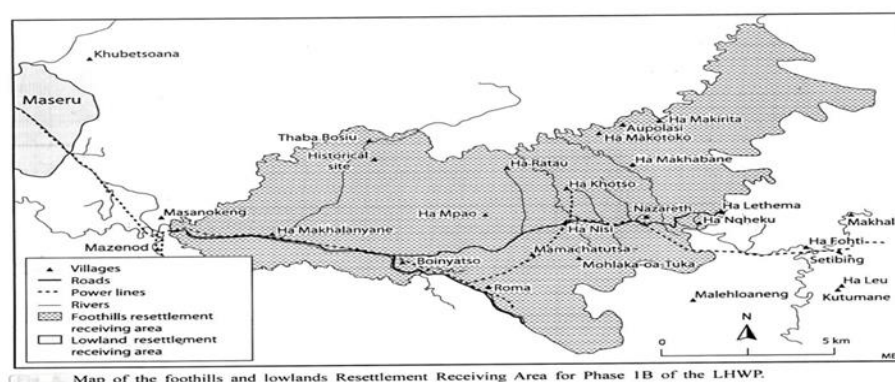 Khubetsoana
Maseru
Ha Makirita
Aupolasi
Ha Makotoko
Thaba Bosiu
Historical
site
Ha Ratau
Ha Makhabane
Ha Khotso
Masanokeng
Ha Mpao
Nazareth
Ha Lethema
Ha Nqheku
Makhal
Ha Makhalanyane
Ha Nisi
Mazenod
Mamachatutsa
Ha Fohti
Setibing
Boinyatso
Mohlaka-oa-Tuka
Roma
Ha Leu
Kutumane
Malehloaneng
Villages
Roads
Power lines
Rivers
Foothills resettlement
receiving area
Lowland resettlement
receiving area
N
0 5 km
ME
Map of the foothills and lowlands Resettlement Receiving Area for Phase 1B of the LHWP.